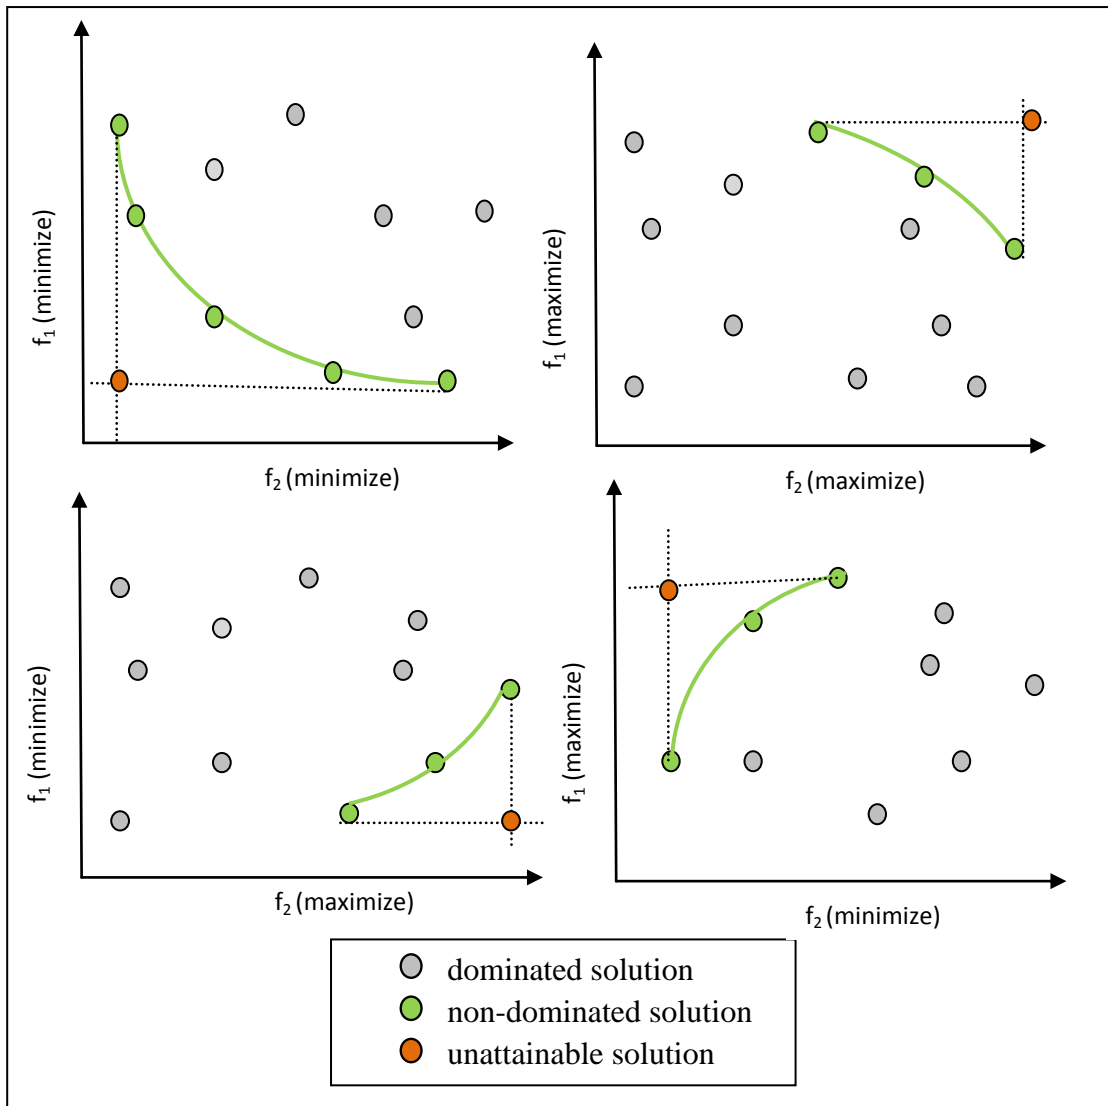 f₁ (minimize)
f₂ (minimize)
f₁ (maximize)
f₂ (maximize)
f₁ (minimize)
f₂ (maximize)
f₁ (maximize)
f₂ (minimize)
dominated solution
non-dominated solution
unattainable solution